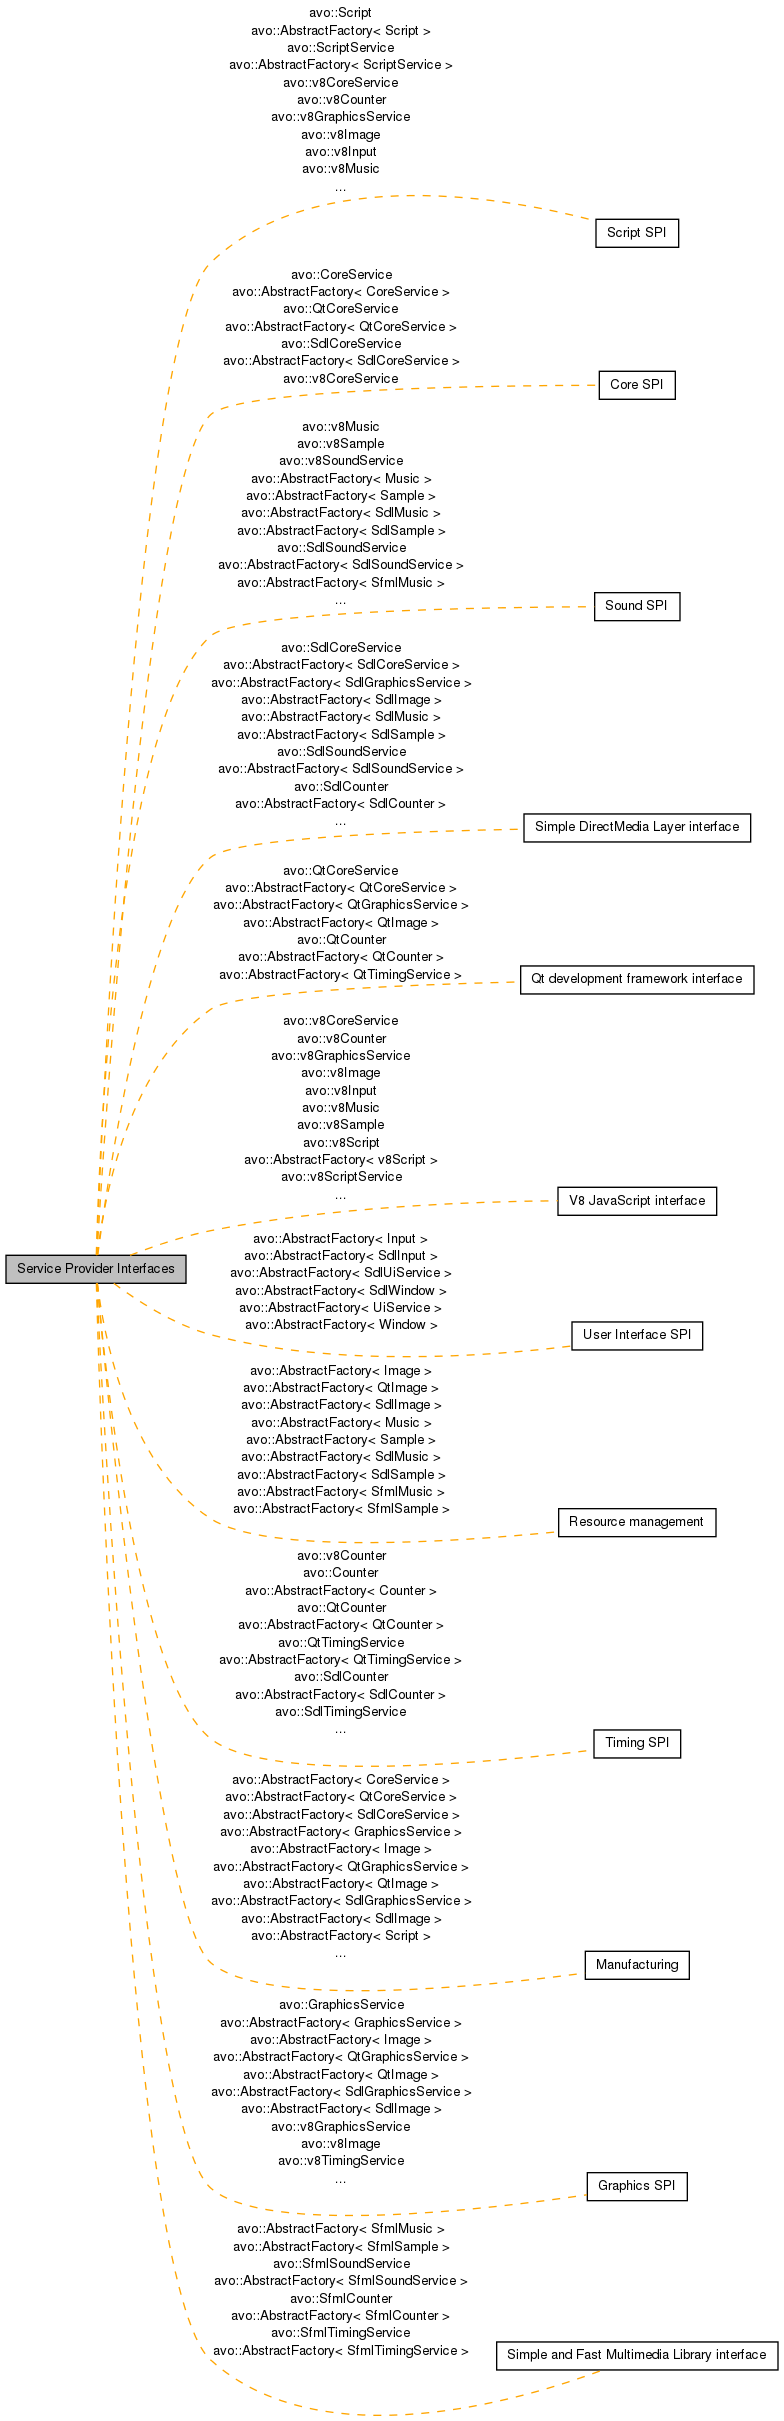 avo::Script
avo::AbstractFactory< Script >
avo::ScriptService
avo::AbstractFactory< ScriptService >
avo::v8CoreService
avo::v8Counter
avo::v8GraphicsService
avo::v8Image
avo::v8Input
avo::v8Music
...
Script SPI
avo::CoreService
avo::AbstractFactory< CoreService >
avo::QtCoreService
avo::AbstractFactory< QtCoreService >
avo::SdlCoreService
avo::AbstractFactory< SdlCoreService >
avo::v8CoreService
Core SPI
avo::v8Music
avo::v8Sample
avo::v8SoundService
avo::AbstractFactory< Music >
avo::AbstractFactory< Sample >
avo::AbstractFactory< SdlMusic >
avo::AbstractFactory< SdlSample >
avo::SdlSoundService
avo::AbstractFactory< SdlSoundService >
avo::AbstractFactory< SfmlMusic >
...
Sound SPI
avo::SdlCoreService
avo::AbstractFactory< SdlCoreService >
avo::AbstractFactory< SdlGraphicsService >
avo::AbstractFactory< SdlImage >
avo::AbstractFactory< SdlMusic >
avo::AbstractFactory< SdlSample >
avo::SdlSoundService
avo::AbstractFactory< SdlSoundService >
avo::SdlCounter
avo::AbstractFactory< SdlCounter >
...
Simple DirectMedia Layer interface
avo::QtCoreService
avo::AbstractFactory< QtCoreService >
avo::AbstractFactory< QtGraphicsService >
avo::AbstractFactory< QtImage >
avo::QtCounter
avo::AbstractFactory< QtCounter >
avo::AbstractFactory< QtTimingService >
Qt development framework interface
avo::v8CoreService
avo::v8Counter
avo::v8GraphicsService
avo::v8Image
avo::v8Input
avo::v8Music
avo::v8Sample
avo::v8Script
avo::AbstractFactory< v8Script >
avo::v8ScriptService
...
V8 JavaScript interface
Service Provider Interfaces
avo::AbstractFactory< Input >
avo::AbstractFactory< SdlInput >
avo::AbstractFactory< SdlUiService >
avo::AbstractFactory< SdlWindow >
avo::AbstractFactory< UiService >
avo::AbstractFactory< Window >
User Interface SPI
avo::AbstractFactory< Image >
avo::AbstractFactory< QtImage >
avo::AbstractFactory< SdlImage >
avo::AbstractFactory< Music >
avo::AbstractFactory< Sample >
avo::AbstractFactory< SdlMusic >
avo::AbstractFactory< SdlSample >
avo::AbstractFactory< SfmlMusic >
avo::AbstractFactory< SfmlSample >
Resource management
avo::v8Counter
avo::Counter
avo::AbstractFactory< Counter >
avo::QtCounter
avo::AbstractFactory< QtCounter >
avo::QtTimingService
avo::AbstractFactory< QtTimingService >
avo::SdlCounter
avo::AbstractFactory< SdlCounter >
avo::SdlTimingService
...
Timing SPI
avo::AbstractFactory< CoreService >
avo::AbstractFactory< QtCoreService >
avo::AbstractFactory< SdlCoreService >
avo::AbstractFactory< GraphicsService >
avo::AbstractFactory< Image >
avo::AbstractFactory< QtGraphicsService >
avo::AbstractFactory< QtImage >
avo::AbstractFactory< SdlGraphicsService >
avo::AbstractFactory< SdlImage >
avo::AbstractFactory< Script >
...
Manufacturing
avo::GraphicsService
avo::AbstractFactory< GraphicsService >
avo::AbstractFactory< Image >
avo::AbstractFactory< QtGraphicsService >
avo::AbstractFactory< QtImage >
avo::AbstractFactory< SdlGraphicsService >
avo::AbstractFactory< SdlImage >
avo::v8GraphicsService
avo::v8Image
avo::v8TimingService
...
Graphics SPI
avo::AbstractFactory< SfmlMusic >
avo::AbstractFactory< SfmlSample >
avo::SfmlSoundService
avo::AbstractFactory< SfmlSoundService >
avo::SfmlCounter
avo::AbstractFactory< SfmlCounter >
avo::SfmlTimingService
avo::AbstractFactory< SfmlTimingService >
Simple and Fast Multimedia Library interface